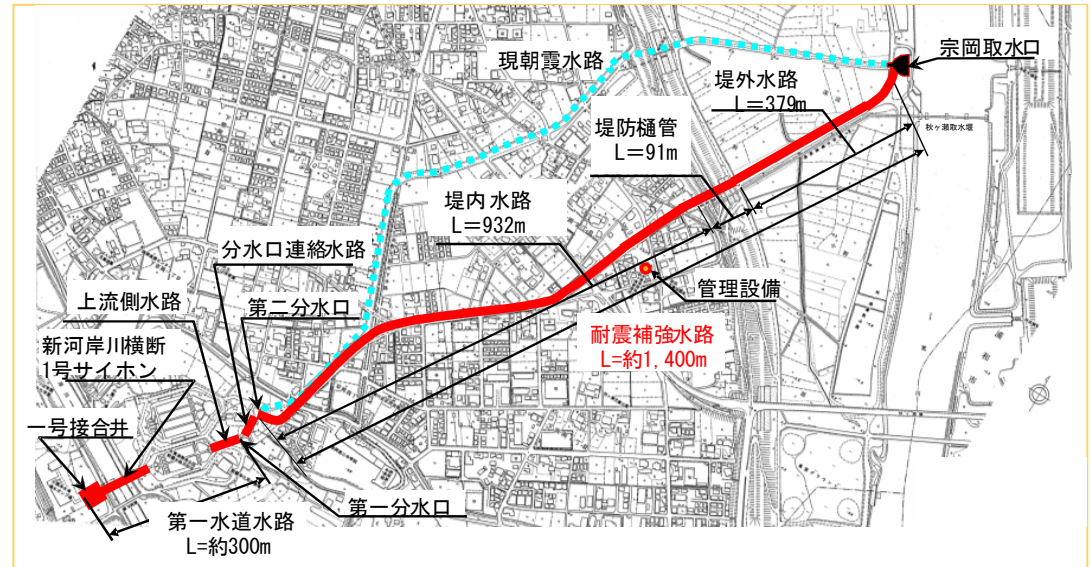 宗岡取水口
現朝霞水路
堤外水路
L=379m
秋ヶ瀬取水堰
堤防樋管
L=91m
堤内水路
L=932m
分水口連絡水路
管理設備
上流側水路
第二分水口
耐震補強水路
L=約1,400m
新河岸川横断
1号サイホン
一号接合井
第一分水口
第一水道水路
L=約300m